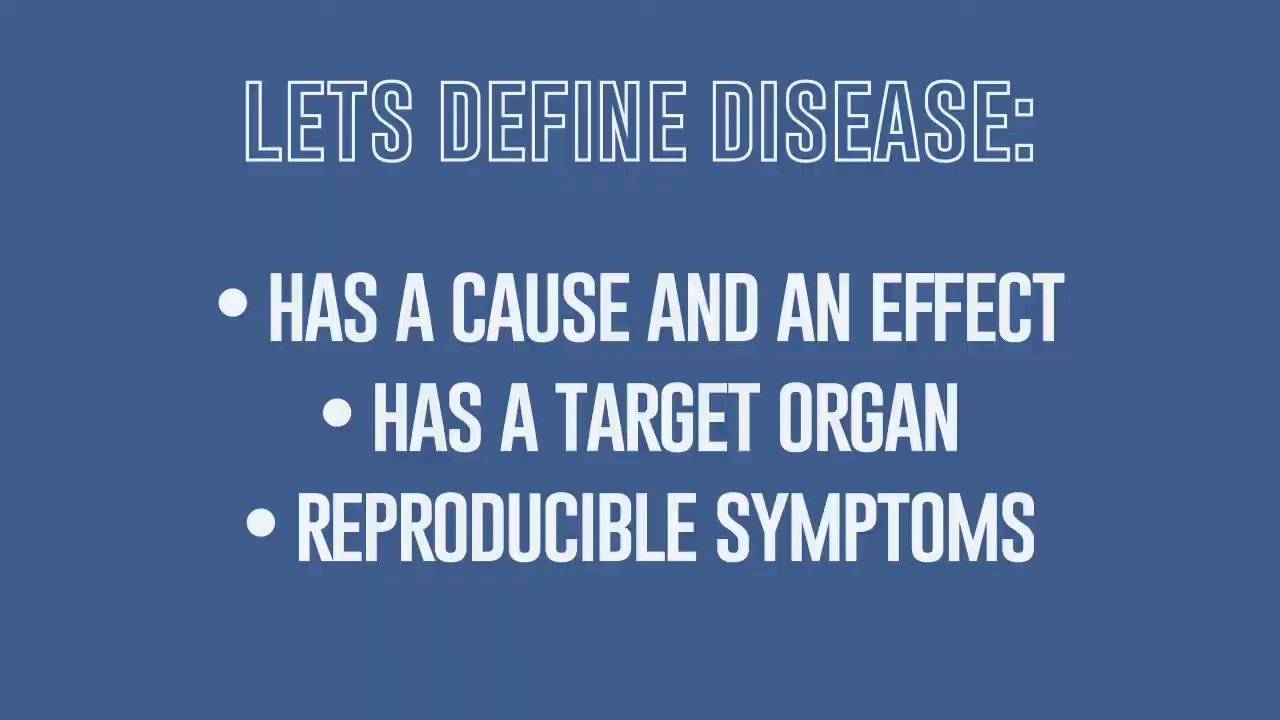 LETS DEFINE DISEASE:
• HAS A CAUSE AND AN EFFECT
• HAS A TARGET ORGAN
• REPRODUCIBLE SYMPTOMS